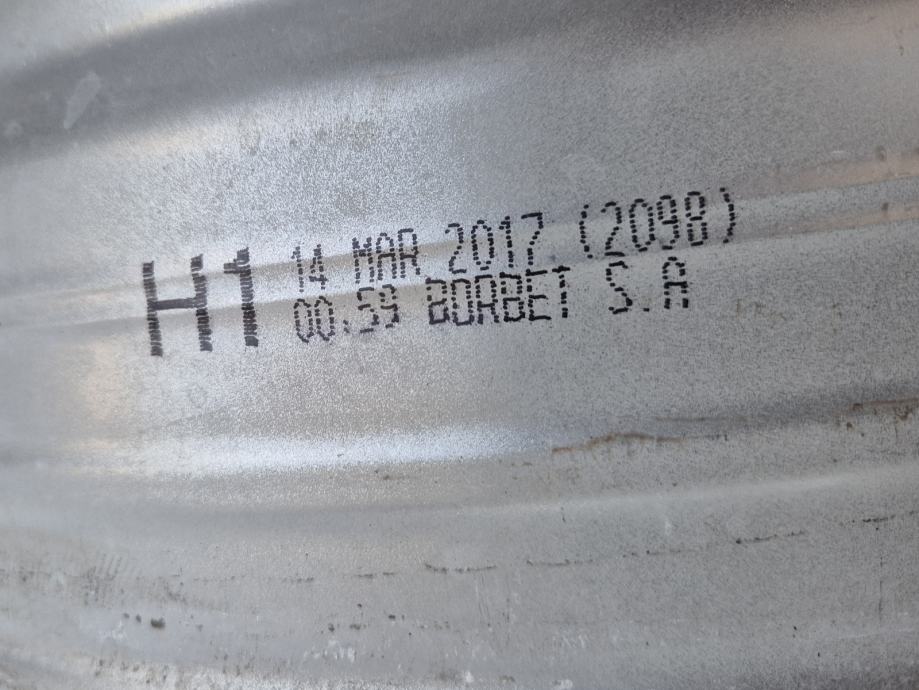 H1
14 MAR 2017 (2098)
00.59 BORBET S.A